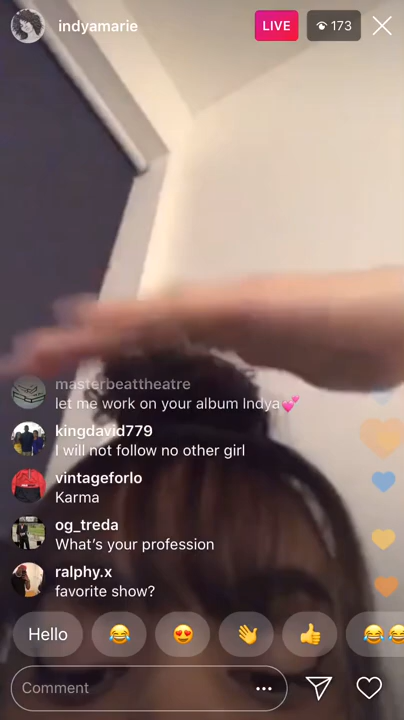 indyamarie
LIVE
173
masterbeattheatre
let me work on your album Indya💕
kingdavid779
I will not follow no other girl
vintageforlo
Karma
og_treda
What's your profession
ralphy.x
favorite show?
Hello 😂 😍 👋 👍 😂😂
Comment